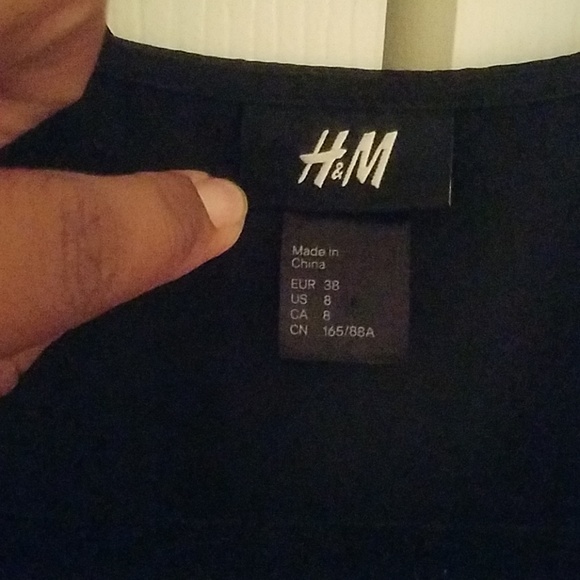 H&M
Made in
China
EUR 38
US 8
CA 8
CN 165/88A